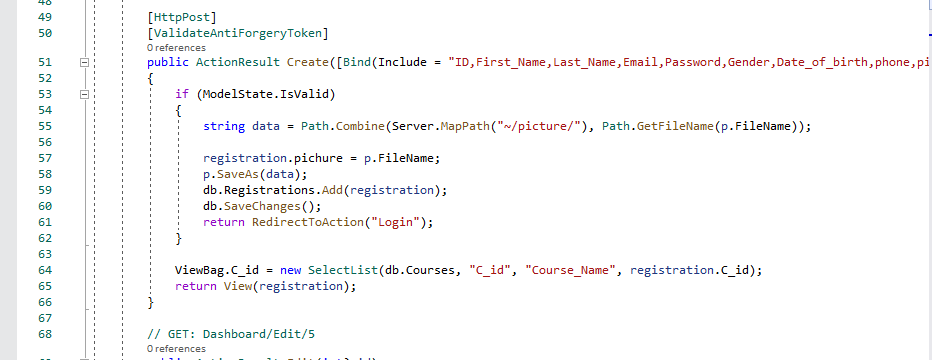 48
49 [HttpPost]
50 [ValidateAntiForgeryToken]
0 references
51 public ActionResult Create([Bind(Include = "ID,First_Name,Last_Name,Email,Password,Gender,Date_of_birth,phone,pi
52 {
53 if (ModelState.IsValid)
54 {
55 string data = Path.Combine(Server.MapPath("~/picture/"), Path.GetFileName(p.FileName));
56
57 registration.pichure = p.FileName;
58 p.SaveAs(data);
59 db.Registrations.Add(registration);
60 db.SaveChanges();
61 return RedirectToAction("Login");
62 }
63
64 ViewBag.C_id = new SelectList(db.Courses, "C_id", "Course_Name", registration.C_id);
65 return View(registration);
66 }
67
68 // GET: Dashboard/Edit/5
0 references